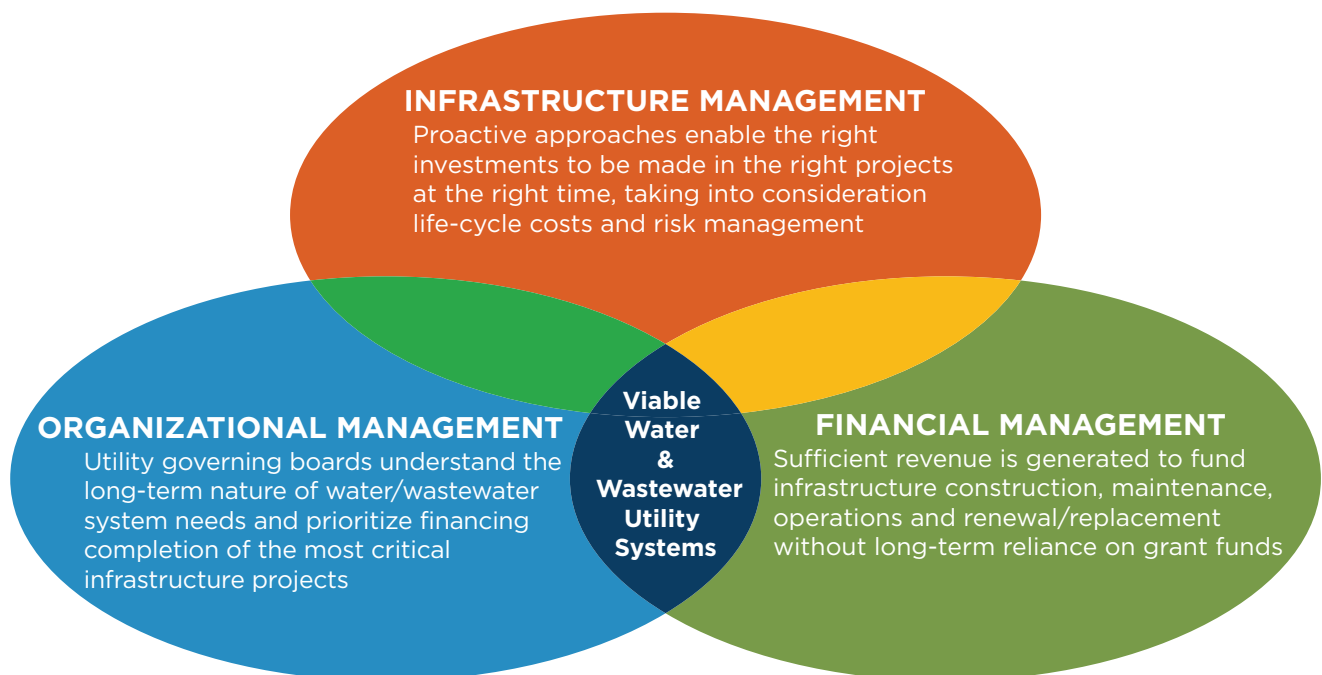 INFRASTRUCTURE MANAGEMENT
Proactive approaches enable the right
investments to be made in the right projects
at the right time, taking into consideration
life-cycle costs and risk management
ORGANIZATIONAL MANAGEMENT
Utility governing boards understand the
long-term nature of water/wastewater
system needs and prioritize financing
completion of the most critical
infrastructure projects
Viable
Water
&
Wastewater
Utility
Systems
FINANCIAL MANAGEMENT
Sufficient revenue is generated to fund
infrastructure construction, maintenance,
operations and renewal/replacement
without long-term reliance on grant funds